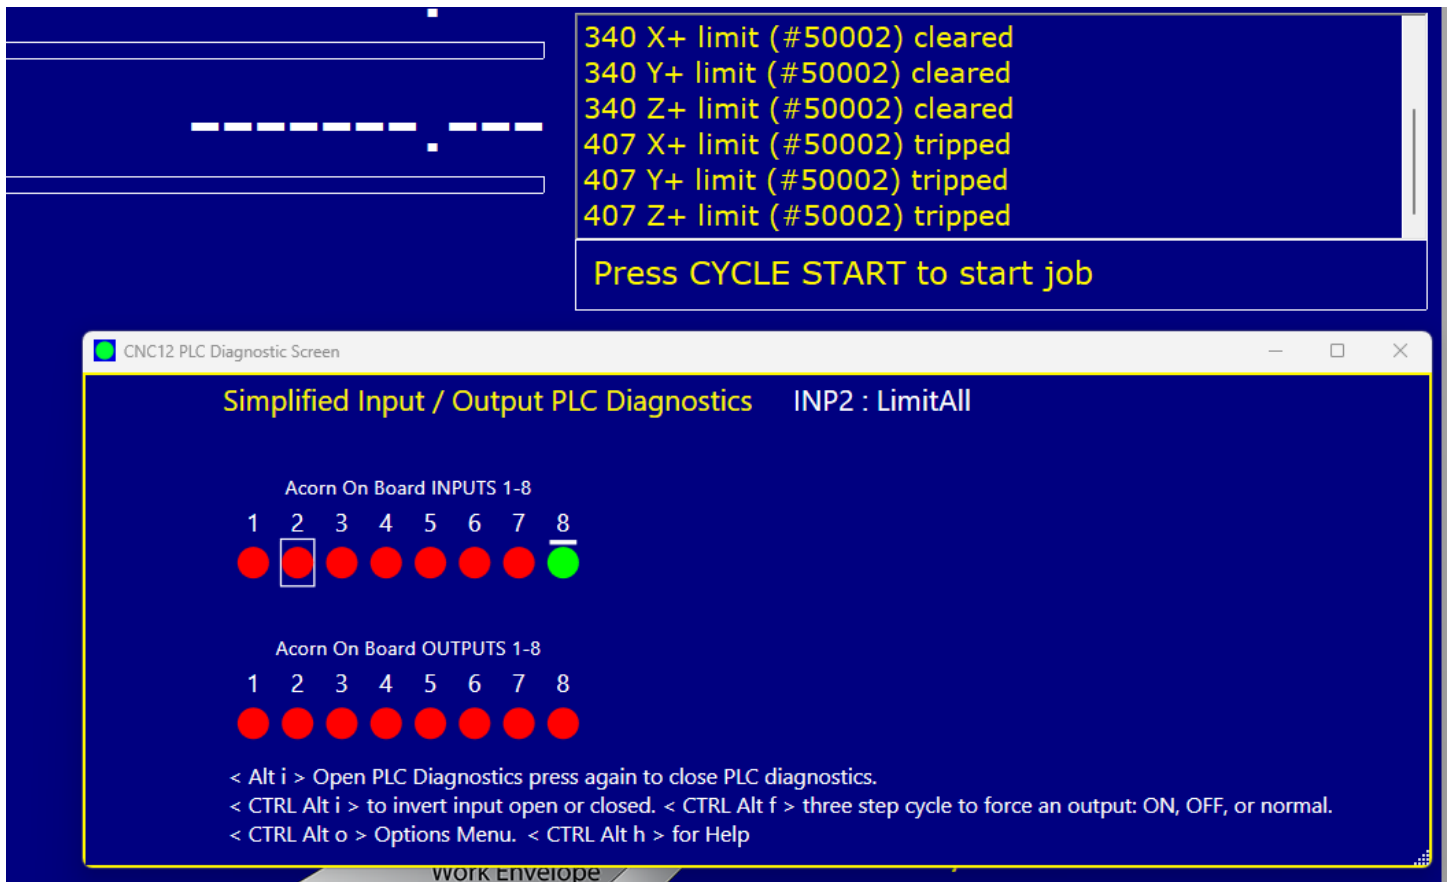 340 X+ limit (#50002) cleared
340 Y+ limit (#50002) cleared
340 Z+ limit (#50002) cleared
407 X+ limit (#50002) tripped
407 Y+ limit (#50002) tripped
407 Z+ limit (#50002) tripped
-------.---
Press CYCLE START to start job
CNC12 PLC Diagnostic Screen
Simplified Input / Output PLC Diagnostics INP2 : LimitAll
Acorn On Board INPUTS 1-8
1 2 3 4 5 6 7 8
Acorn On Board OUTPUTS 1-8
1 2 3 4 5 6 7 8
< Alt i > Open PLC Diagnostics press again to close PLC diagnostics.
< CTRL Alt i > to invert input open or closed. < CTRL Alt f > three step cycle to force an output: ON, OFF, or normal.
< CTRL Alt o > Options Menu. < CTRL Alt h > for Help
Work Envelope